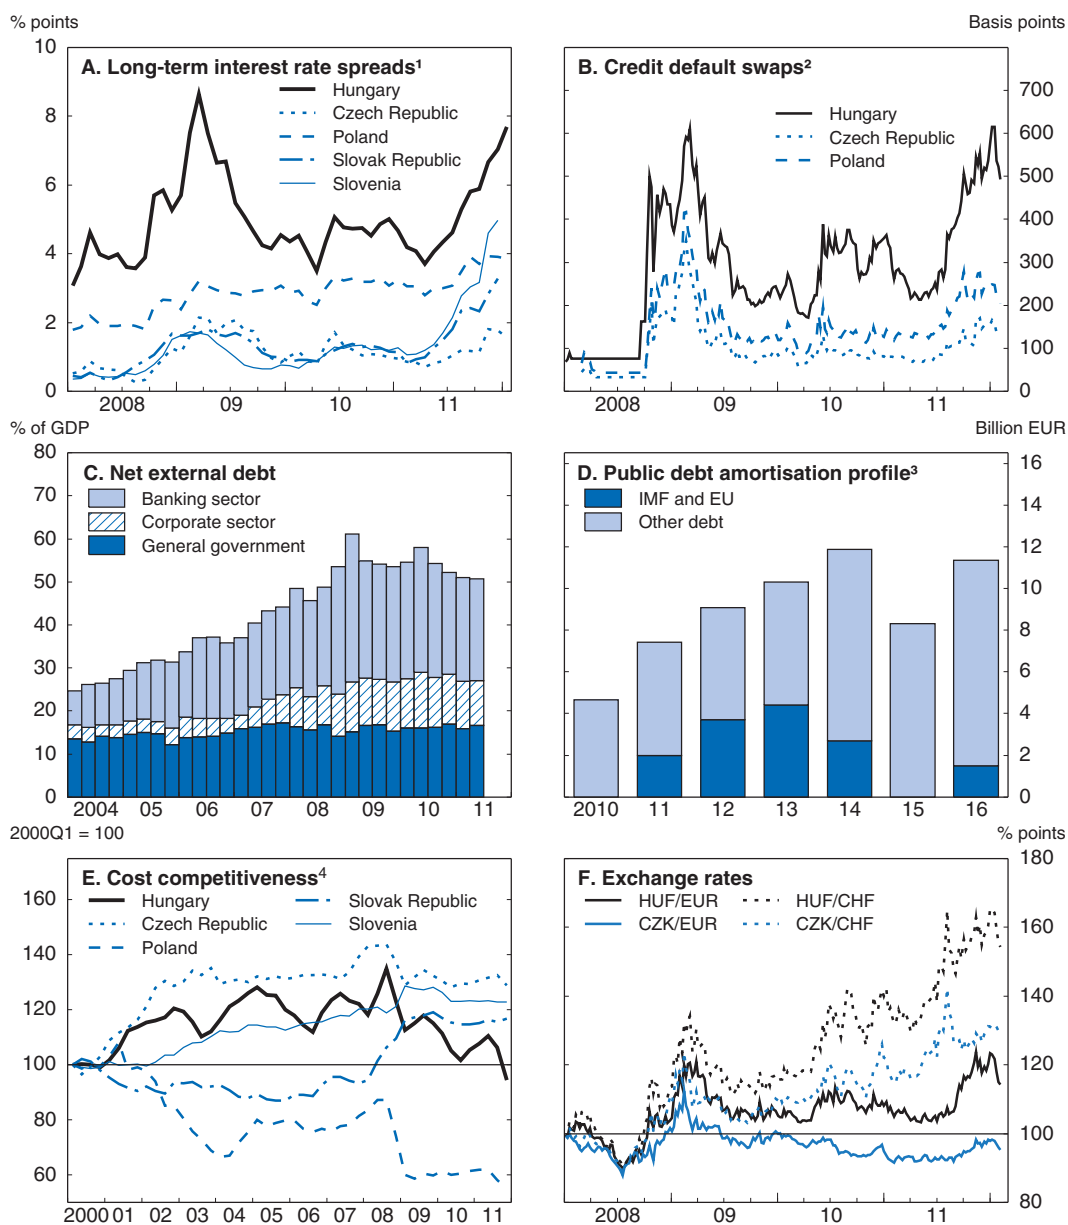 % points
Basis points
A. Long-term interest rate spreads¹
Hungary
Czech Republic
Poland
Slovak Republic
Slovenia
10
8
6
4
2
0
2008 09 10 11
B. Credit default swaps²
Hungary
Czech Republic
Poland
700
600
500
400
300
200
100
0
2008 09 10 11
% of GDP
Billion EUR
C. Net external debt
Banking sector
Corporate sector
General government
80
70
60
50
40
30
20
10
0
2004 05 06 07 08 09 10 11
D. Public debt amortisation profile³
IMF and EU
Other debt
16
14
12
10
8
6
4
2
0
2010 11 12 13 14 15 16
2000Q1 = 100
% points
E. Cost competitiveness⁴
Hungary
Czech Republic
Poland
Slovak Republic
Slovenia
160
140
120
100
80
60
2000 01 02 03 04 05 06 07 08 09 10 11
F. Exchange rates
HUF/EUR HUF/CHF
CZK/EUR CZK/CHF
180
160
140
120
100
80
2008 09 10 11